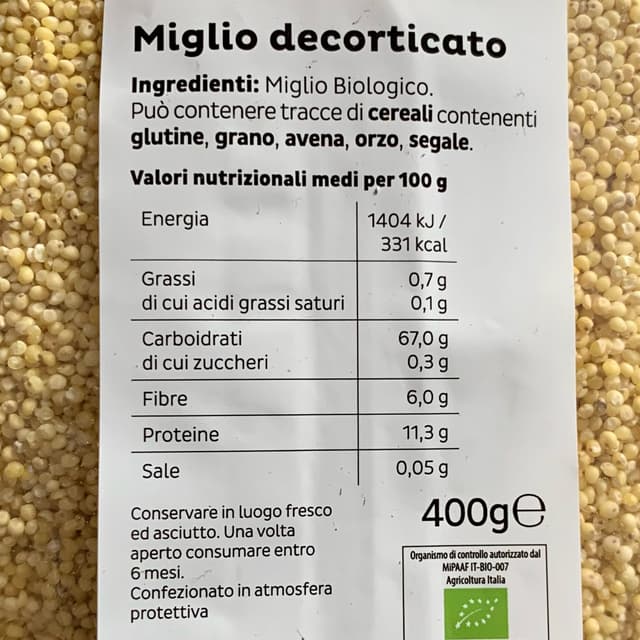 Miglio decorticato
Ingredienti: Miglio Biologico.
Può contenere tracce di cereali contenenti
glutine, grano, avena, orzo, segale.
Valori nutrizionali medi per 100 g
Energia 1404 kJ /
331 kcal
Grassi 0,7 g
di cui acidi grassi saturi 0,1 g
Carboidrati 67,0 g
di cui zuccheri 0,3 g
Fibre 6,0 g
Proteine 11,3 g
Sale 0,05 g
Conservare in luogo fresco
ed asciutto. Una volta
aperto consumare entro
6 mesi.
Confezionato in atmosfera
protettiva
400g℮
Organismo di controllo autorizzato dal
MiPAAF IT-BIO-007
Agricoltura Italia